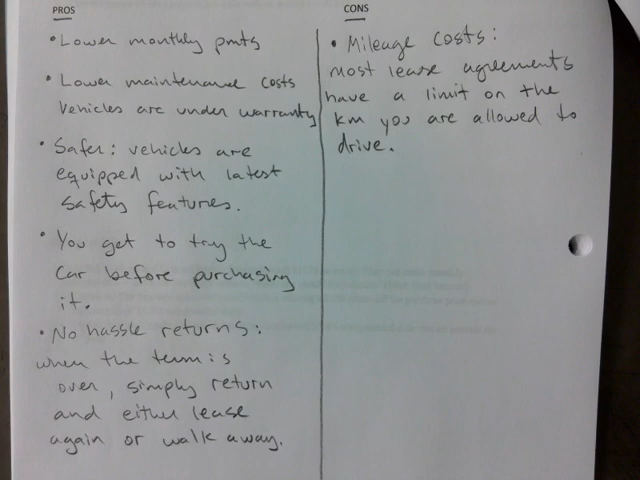 PROS
• Lower monthly pmts
• Lower maintenance costs
vehicles are under warranty
• Safer: vehicles are
equipped with latest
safety features.
• You get to try the
car before purchasing
it.
• No hassle returns:
when the term is
over, simply return
and either lease
again or walk away.
CONS
• Mileage costs:
most lease agreements
have a limit on the
km you are allowed to
drive.